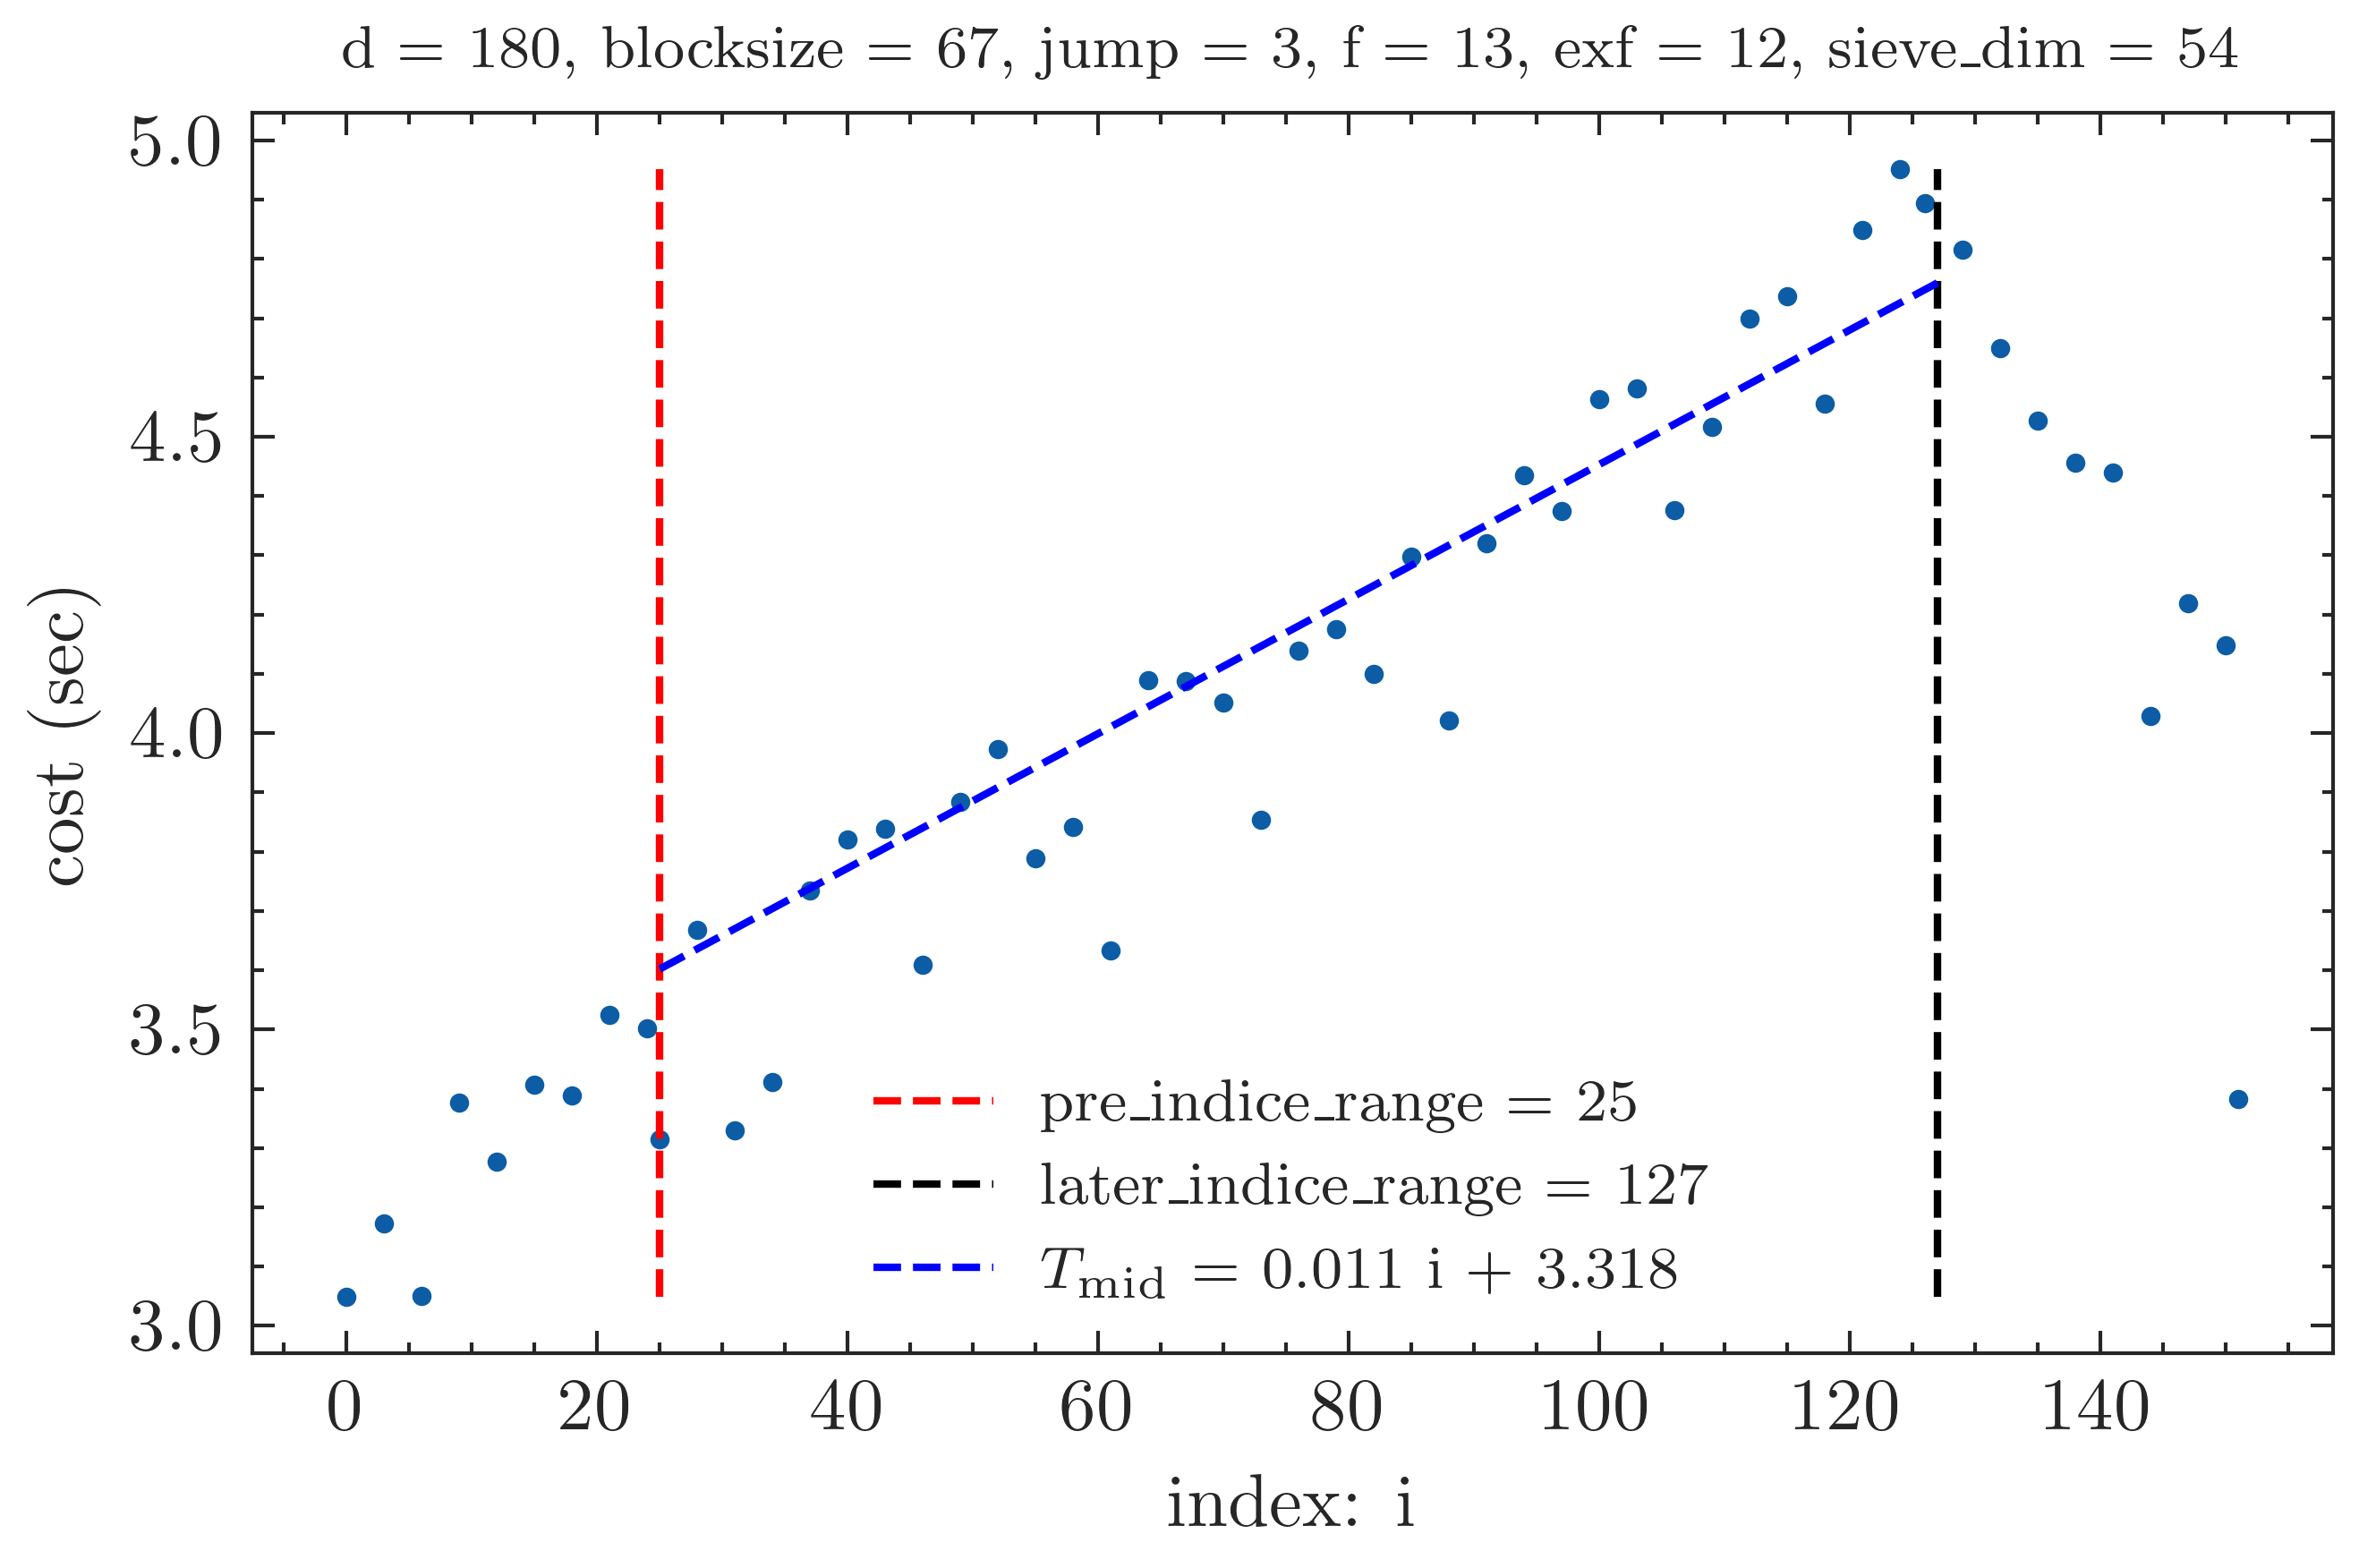 d = 180, blocksize = 67, jump = 3, f = 13, exf = 12, sieve_dim = 54
5.0
4.5
4.0
3.5
3.0
cost (sec)
pre_indice_range = 25
later_indice_range = 127
T_mid = 0.011 i + 3.318
0 20 40 60 80 100 120 140
index: i